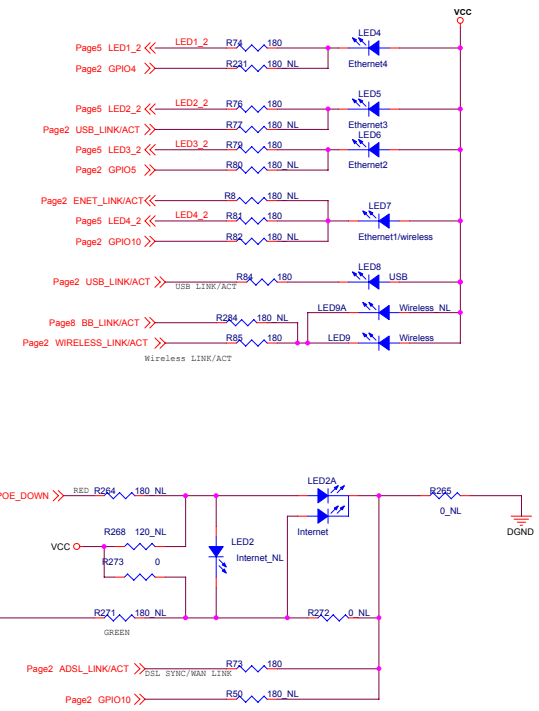 VCC
LED4
Page5 LED1_2 LED1_2 R74 180
Page2 GPIO4 R231 180_NL Ethernet4
LED5
Page5 LED2_2 LED2_2 R76 180
Ethernet3
Page2 USB_LINK/ACT R77 180_NL
LED6
Page5 LED3_2 LED3_2 R79 180
Ethernet2
Page2 GPIO5 R80 180_NL
Page2 ENET_LINK/ACT R8 180_NL
LED7
Page5 LED4_2 LED4_2 R81 180
Ethernet1/wireless
Page2 GPIO10 R82 180_NL
LED8
Page2 USB_LINK/ACT R84 180 USB
USB LINK/ACT
LED9A Wireless_NL
Page8 BB_LINK/ACT R284 180_NL
Page2 WIRELESS_LINK/ACT R85 180 LED9 Wireless
Wireless LINK/ACT
LED2A
POE_DOWN RED R264 180_NL R265
0_NL
DGND
Internet
R268 120_NL
LED2
VCC
Internet_NL
R273 0
R271 180_NL R272 0_NL
GREEN
Page2 ADSL_LINK/ACT R73 180
DSL SYNC/WAN LINK
Page2 GPIO10 R50 180_NL